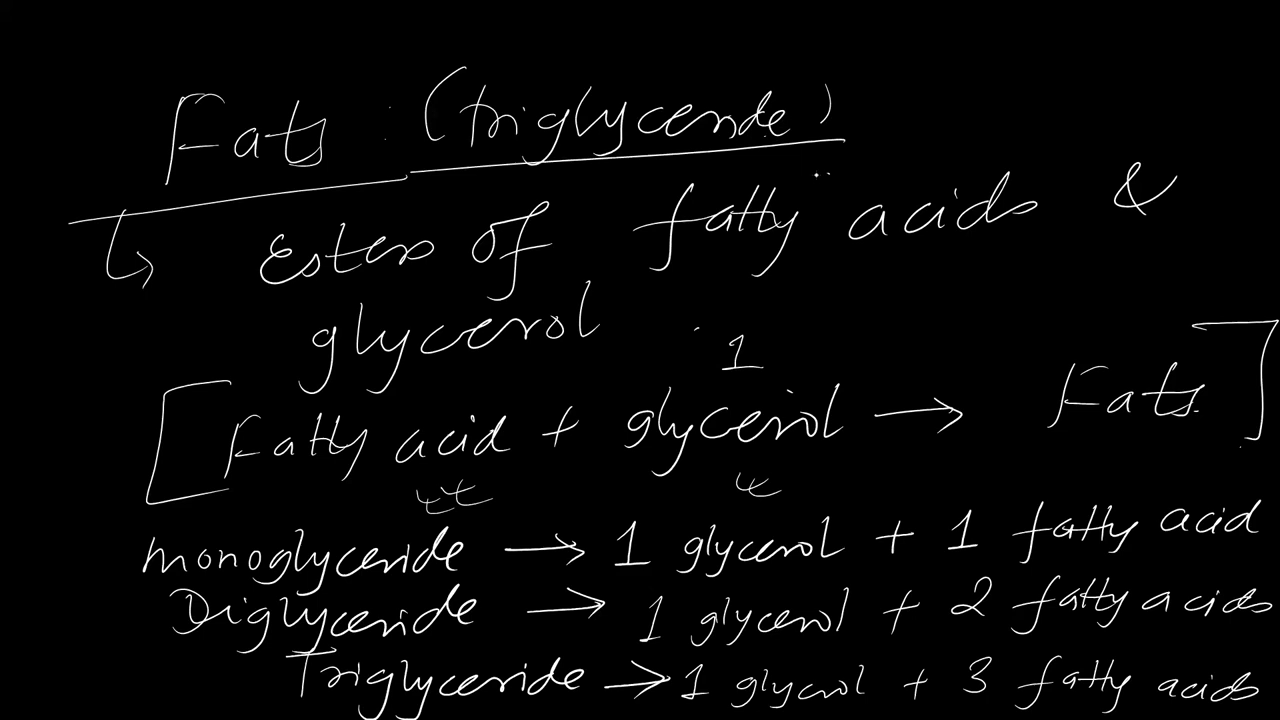 Fats : (triglyceride)
↳ Esters of fatty acids &
glycerol
1
[Fatty acid + glycerol → Fats]
monoglyceride → 1 glycerol + 1 fatty acid
Diglyceride → 1 glycerol + 2 fatty acids
Triglyceride → 1 glycerol + 3 fatty acids